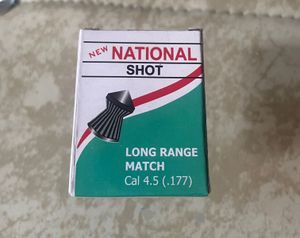 NEW NATIONAL
SHOT
LONG RANGE
MATCH
Cal 4.5 (.177)